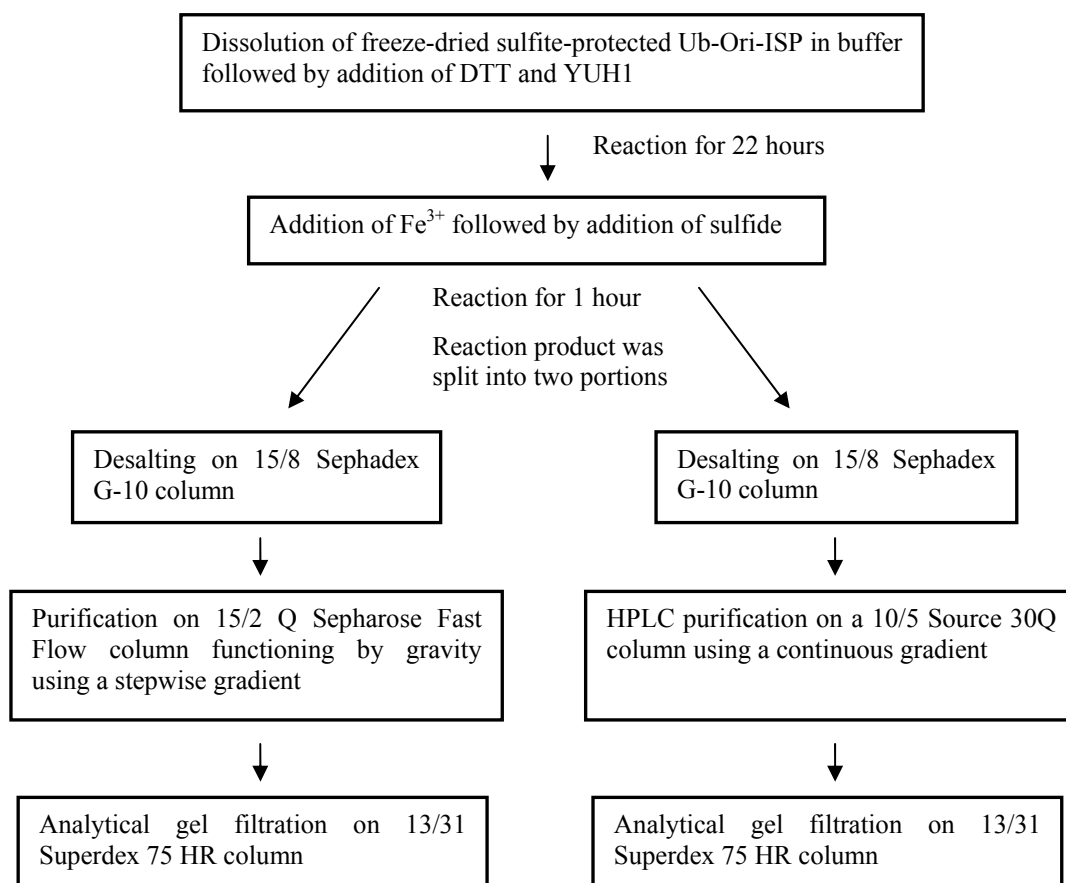 Dissolution of freeze-dried sulfite-protected Ub-Ori-ISP in buffer
followed by addition of DTT and YUH1
Reaction for 22 hours
Addition of Fe³⁺ followed by addition of sulfide
Reaction for 1 hour
Reaction product was
split into two portions
Desalting on 15/8 Sephadex
G-10 column
Desalting on 15/8 Sephadex
G-10 column
Purification on 15/2 Q Sepharose Fast
Flow column functioning by gravity
using a stepwise gradient
HPLC purification on a 10/5 Source 30Q
column using a continuous gradient
Analytical gel filtration on 13/31
Superdex 75 HR column
Analytical gel filtration on 13/31
Superdex 75 HR column